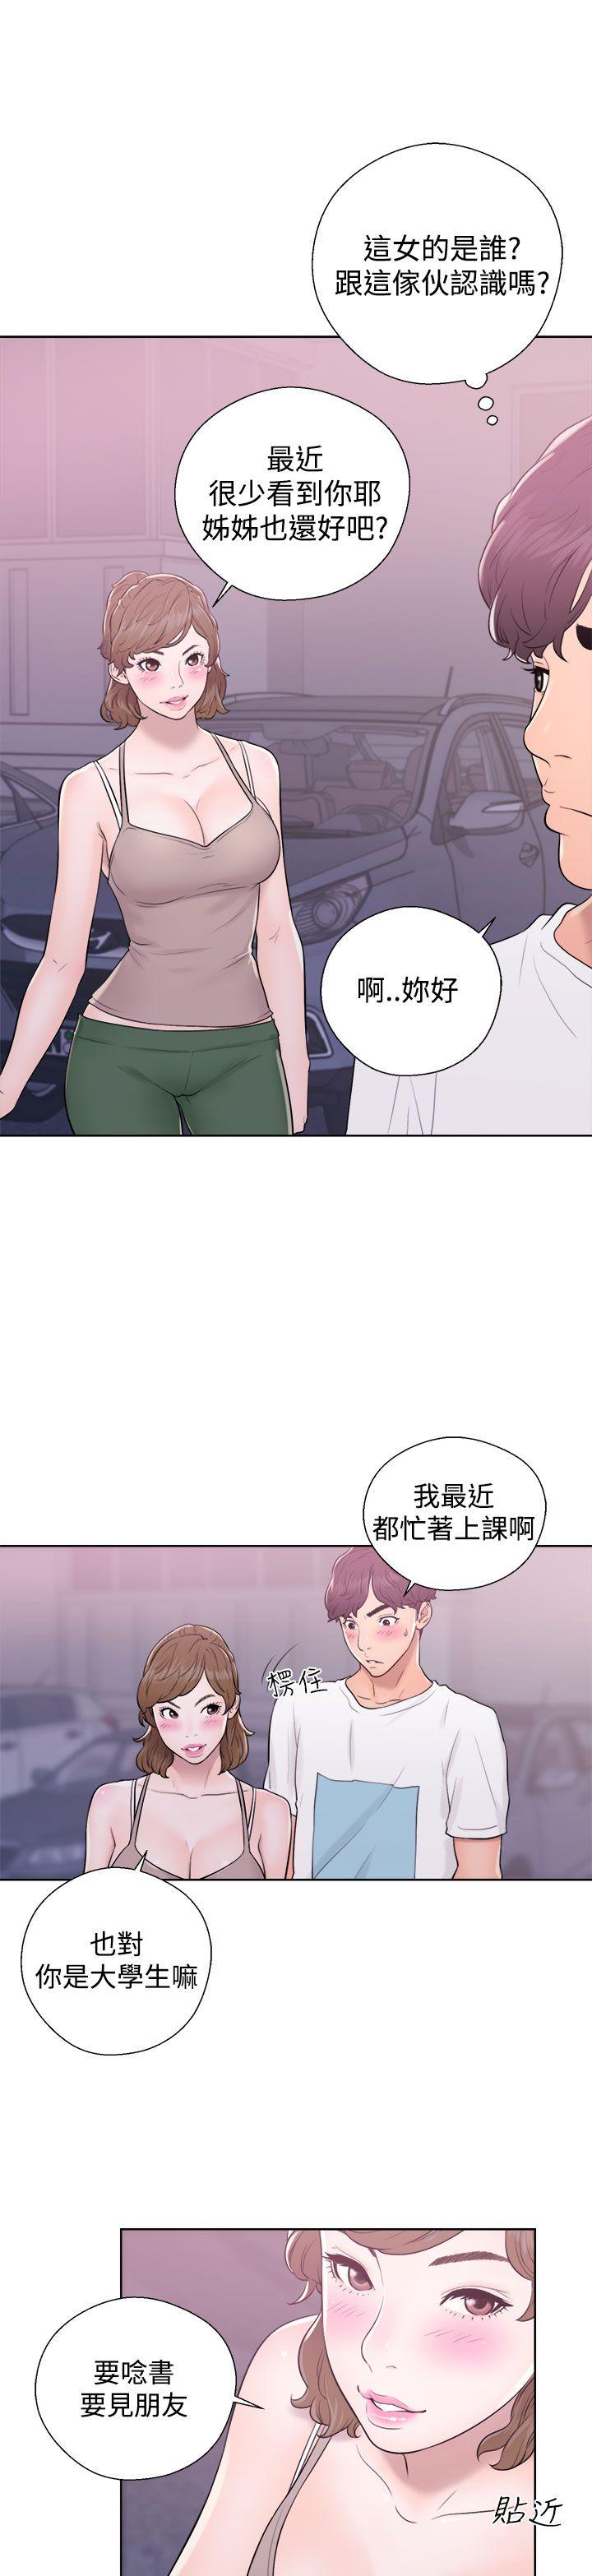 這女的是誰?
跟這傢伙認識嗎?
最近
很少看到你耶
姊姊也還好吧?
啊..妳好
我最近
都忙著上課啊
楞住
也對
你是大學生嘛
要唸書
要見朋友
貼近